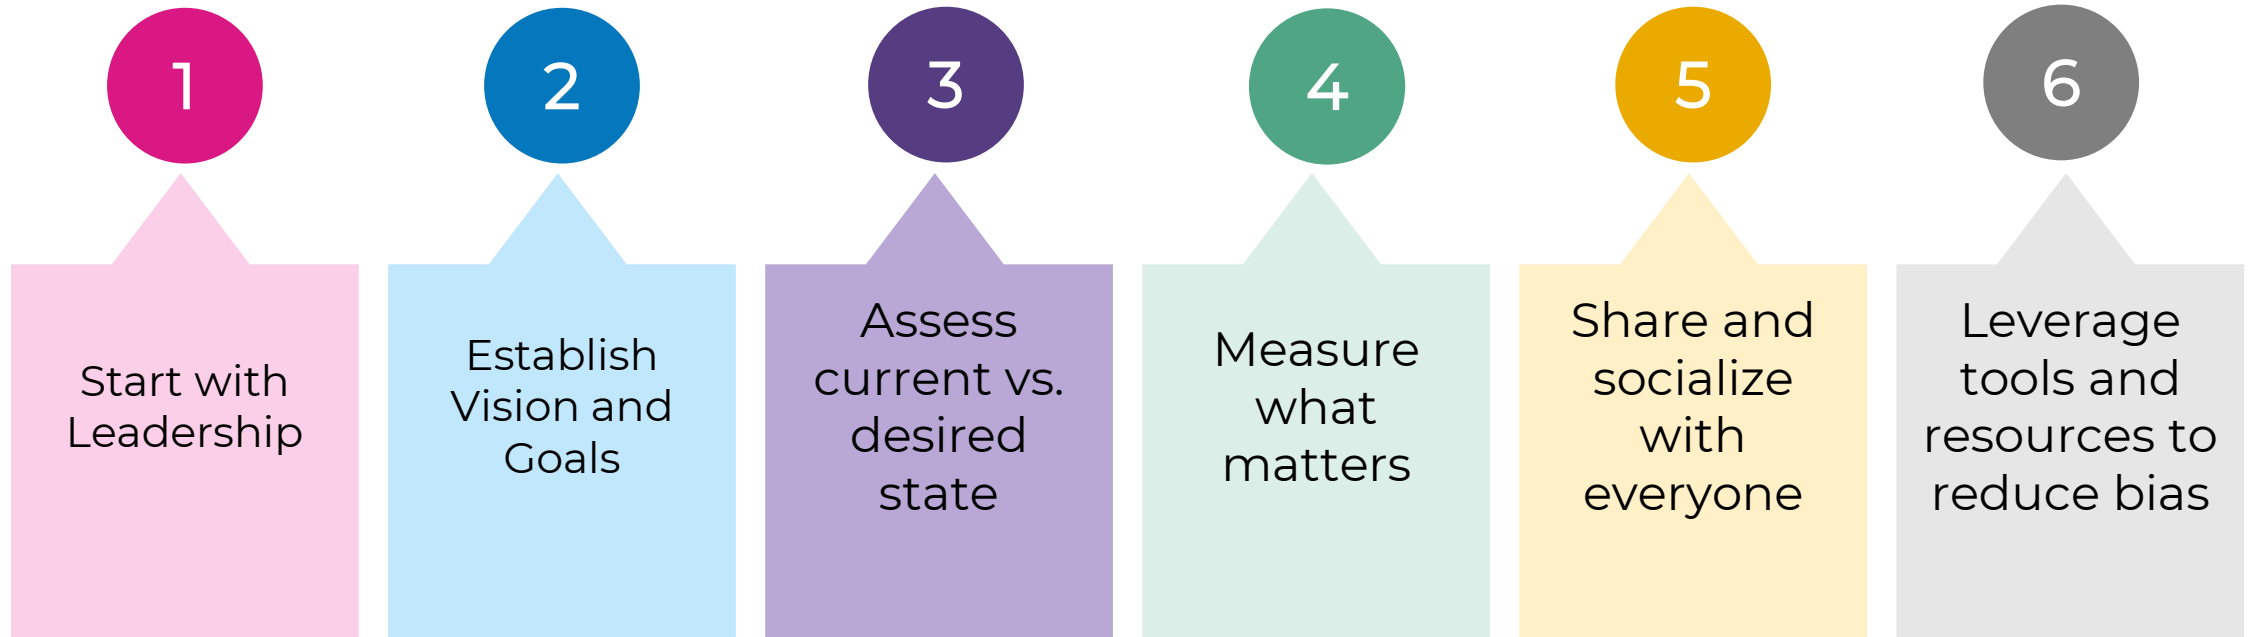 1
Start with
Leadership
2
Establish
Vision and
Goals
3
Assess
current vs.
desired
state
4
Measure
what
matters
5
Share and
socialize
with
everyone
6
Leverage
tools and
resources to
reduce bias